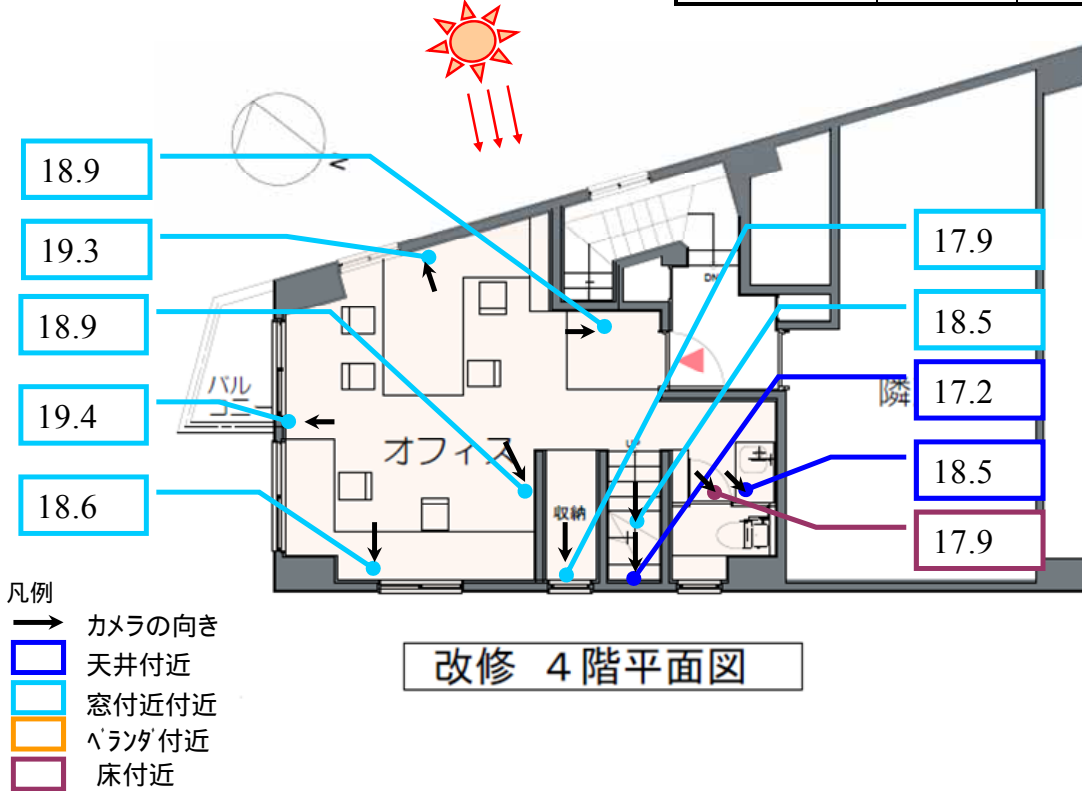 18.9
19.3
18.9
19.4
18.6
17.9
18.5
17.2
18.5
17.9
DN
バル
コニー
オフィス
UP
収納
隣
凡例
カメラの向き
天井付近
窓付近付近
ベランダ付近
床付近
改修 4階平面図